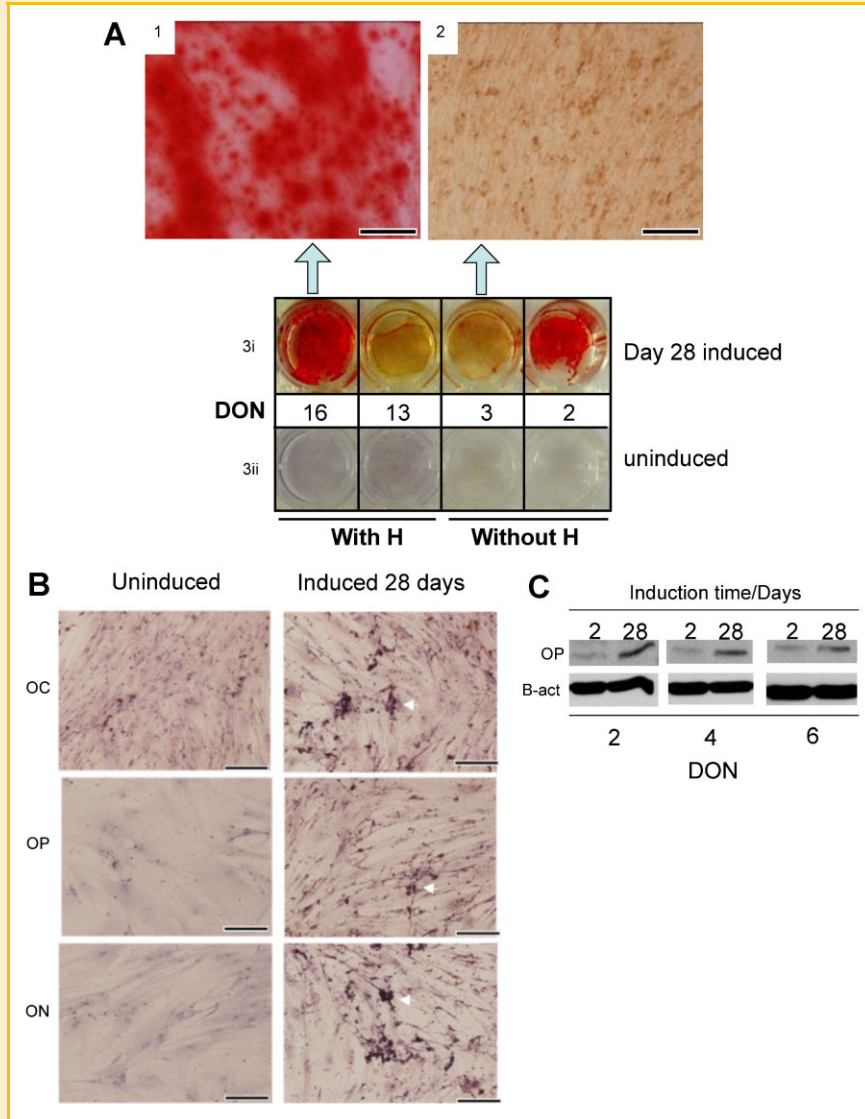 A
1 2
3i Day 28 induced
DON 16 13 3 2
3ii uninduced
With H Without H
B
Uninduced Induced 28 days
OC
OP
ON
C
Induction time/Days
2 28 2 28 2 28
OP
B-act
2 4 6
DON